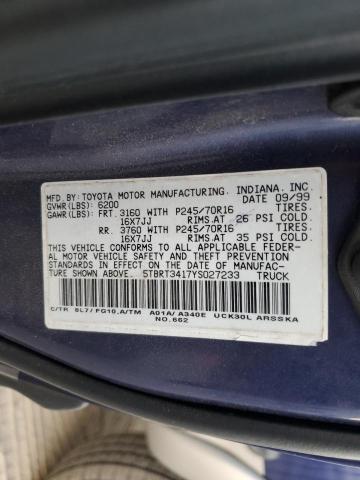 MFD.BY:TOYOTA MOTOR MANUFACTURING, INDIANA, INC.
GVWR(LBS): 6200 DATE 09/99
GAWR(LBS): FRT. 3160 WITH P245/70R16 TIRES.
16X7JJ RIMS.AT 26 PSI COLD.
RR. 3760 WITH P245/70R16 TIRES.
16X7JJ RIMS.AT 35 PSI COLD.
THIS VEHICLE CONFORMS TO ALL APPLICABLE FEDER-
AL MOTOR VEHICLE SAFETY AND THEFT PREVENTION
STANDARDS IN EFFECT ON THE DATE OF MANUFAC-
TURE SHOWN ABOVE. 5TBRT3417YS027233 TRUCK
C/TR 8L7/FG10,A/TM A01A/A340E UCK30L ARSSKA
NO.662